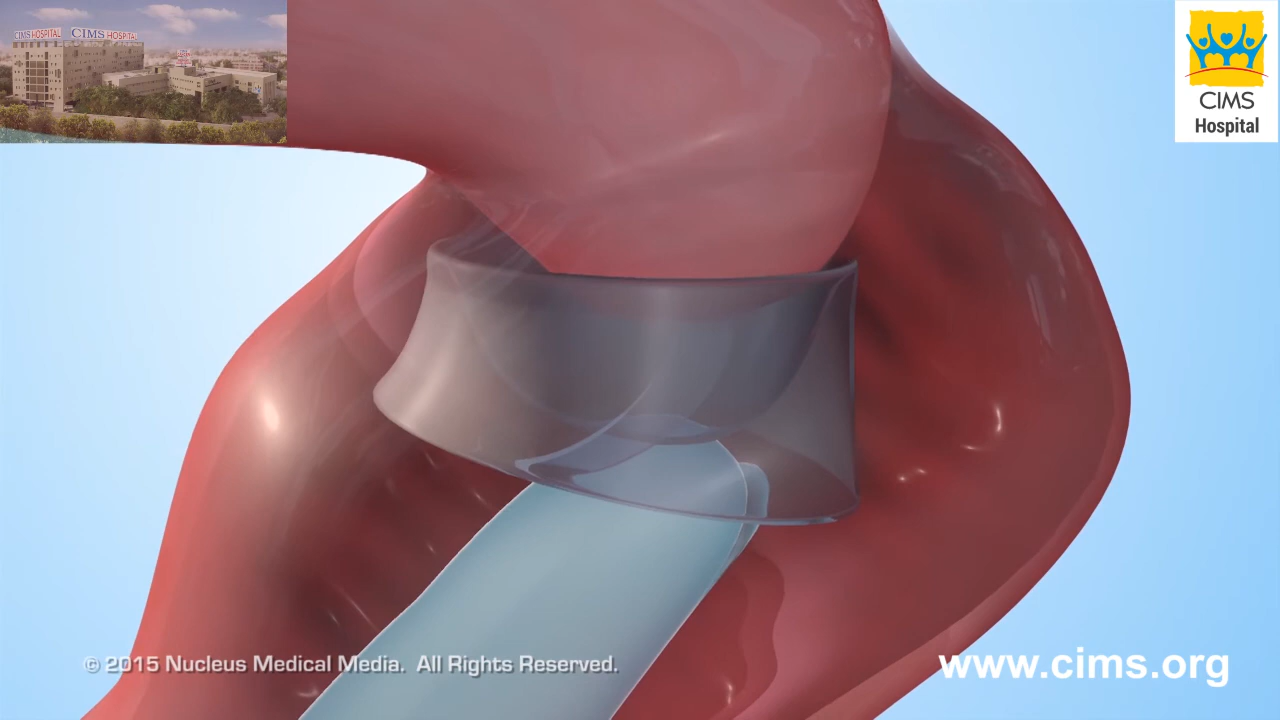 CIMS HOSPITAL CIMS HOSPITAL
CIMS
Hospital
© 2015 Nucleus Medical Media. All Rights Reserved.
www.cims.org